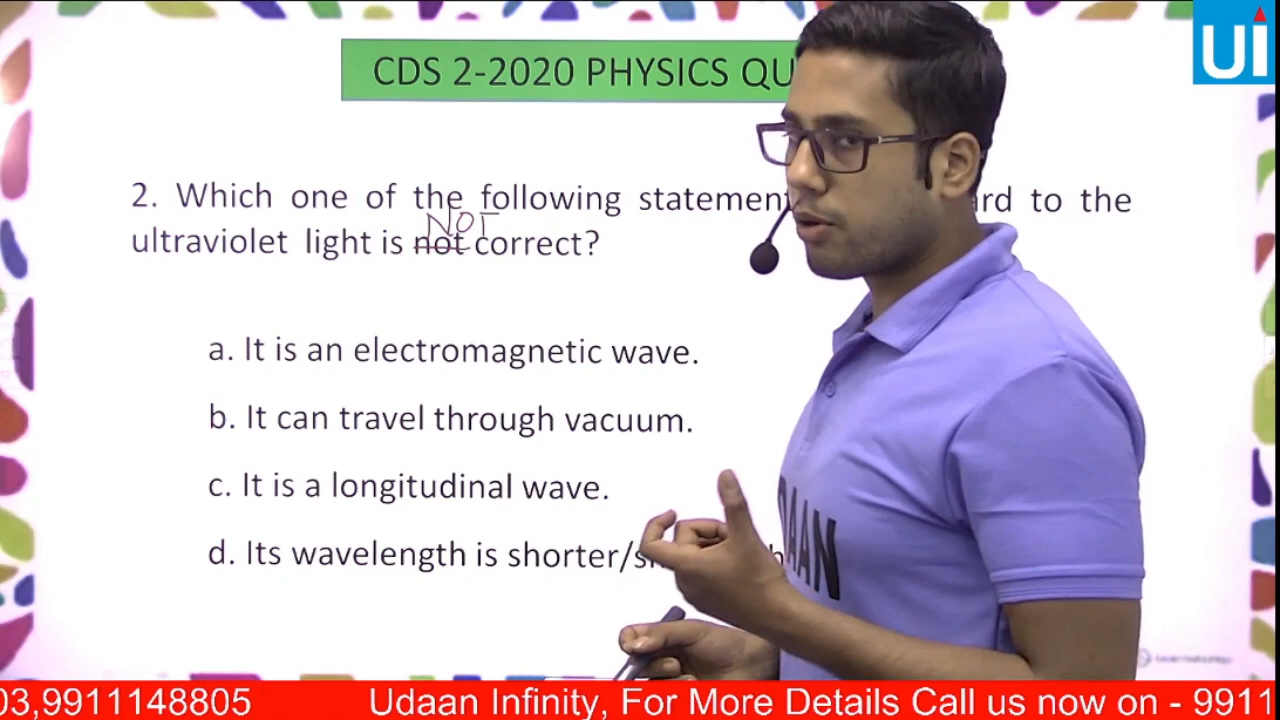 Ui
CDS 2-2020 PHYSICS QU
2. Which one of the following statement rd to the
NOT
ultraviolet light is not correct?
a. It is an electromagnetic wave.
b. It can travel through vacuum.
c. It is a longitudinal wave.
d. Its wavelength is shorter/s
DAAN
03,9911148805 Udaan Infinity, For More Details Call us now on - 9911